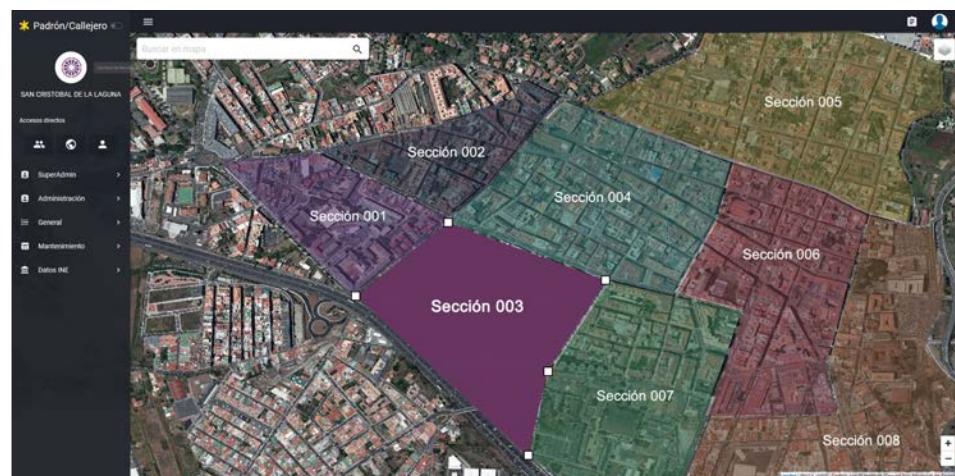 Padrón/Callejero
Buscar en mapa
SAN CRISTOBAL DE LA LAGUNA
Accesos directos
SuperAdmin
Administración
General
Mantenimiento
Datos INE
Sección 005
Sección 002
Sección 004
Sección 001
Sección 006
Sección 003
Sección 007
Sección 008
+
-